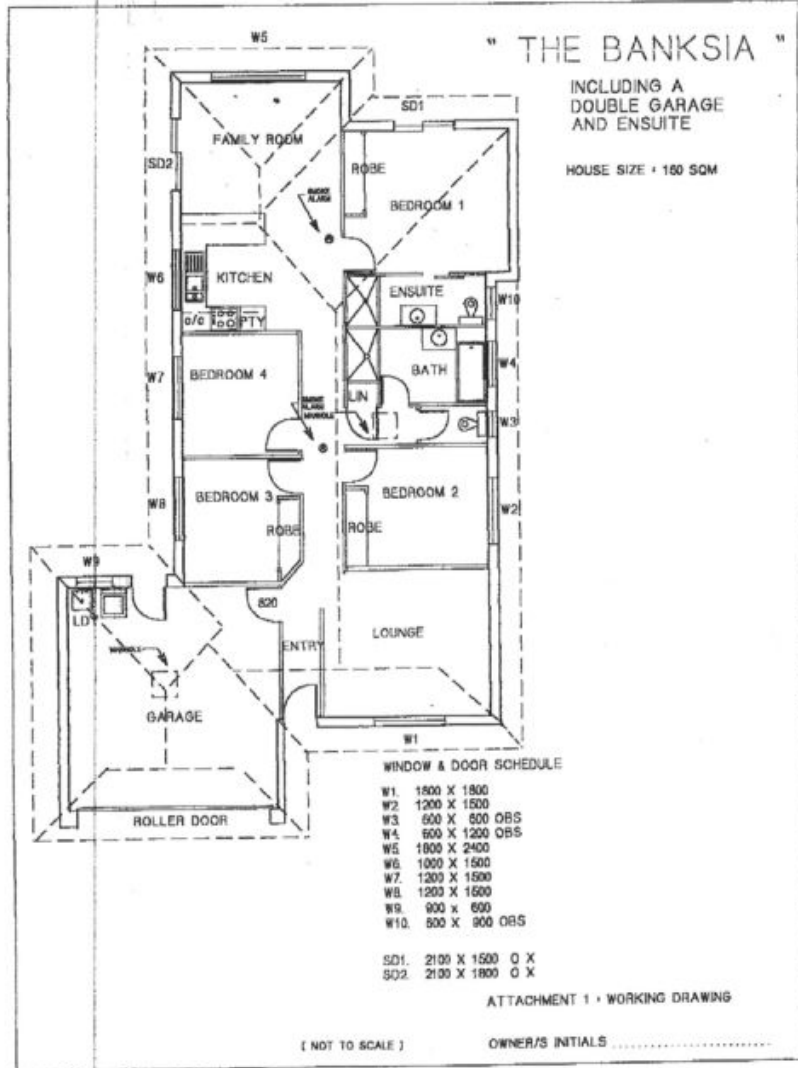 " THE BANKSIA "
INCLUDING A
DOUBLE GARAGE
AND ENSUITE
HOUSE SIZE : 160 SQM
W5
SD1
FAMILY ROOM
SD2
ROBE
SMOKE
ALARM
BEDROOM 1
W6
KITCHEN
ENSUITE
W10
o/c
PTY
BATH
W4
W7
BEDROOM 4
LIN
SMOKE
ALARM
MANHOLE
W3
BEDROOM 3
BEDROOM 2
W8
W2
ROBE
ROBE
W9
820
LD
LOUNGE
ENTRY
MANHOLE
GARAGE
W1
ROLLER DOOR
WINDOW & DOOR SCHEDULE
W1. 1800 X 1800
W2 1200 X 1500
W3 600 X 600 OBS
W4. 600 X 1200 OBS
W5 1800 X 2400
W6. 1000 X 1500
W7. 1200 X 1500
W8. 1200 X 1500
W9. 900 x 600
W10. 600 X 900 OBS
SD1. 2100 X 1500 O X
SD2. 2100 X 1800 O X
ATTACHMENT 1 : WORKING DRAWING
[ NOT TO SCALE ]
OWNER/S INITIALS ........................